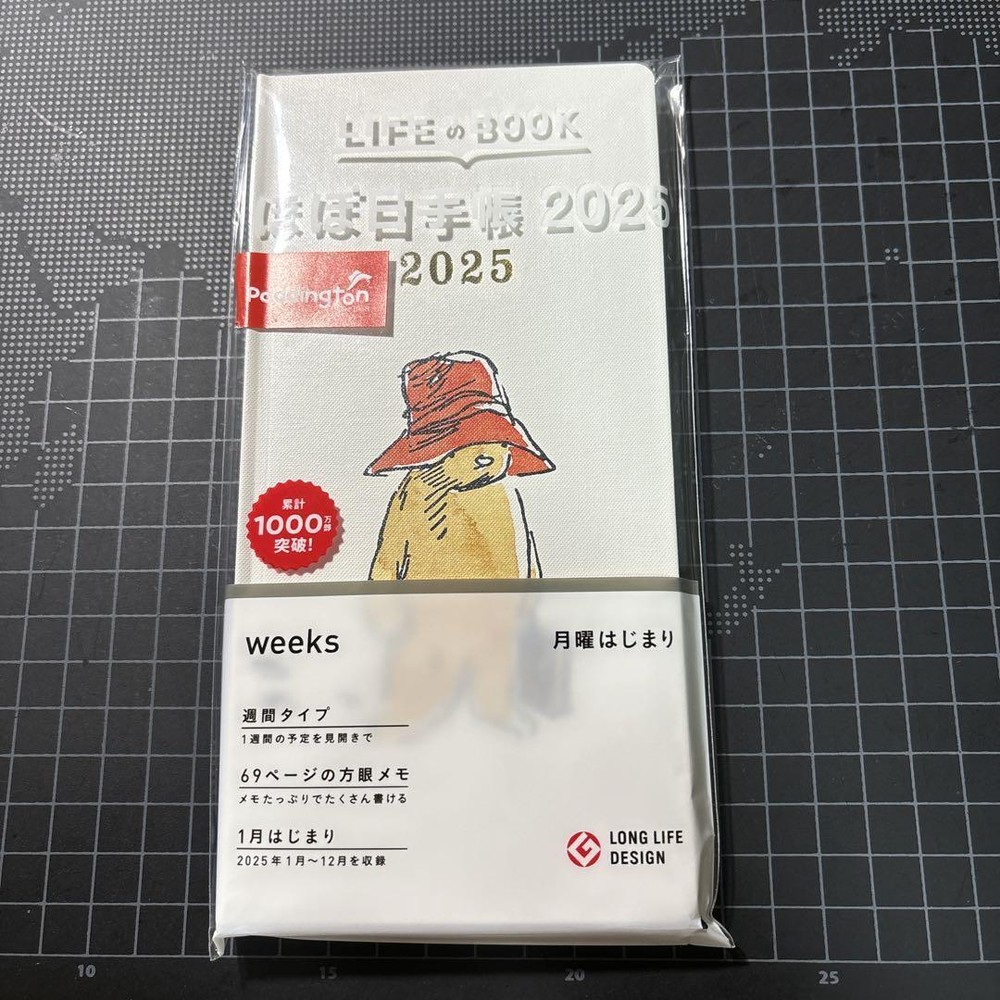 LIFEのBOOK
ほぼ日手帳 2025
2025
Paddington
累計
1000万部
突破!
weeks
月曜はじまり
週間タイプ
1週間の予定を見開きで
69ページの方眼メモ
メモたっぷりでたくさん書ける
1月はじまり
2025年1月〜12月を収録
LONG LIFE
DESIGN
10
15
20
25